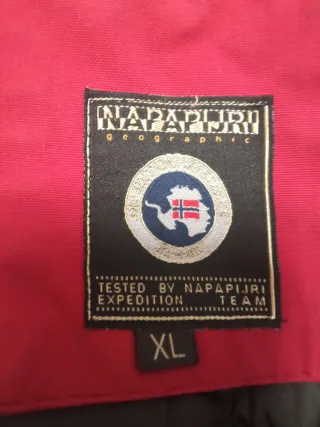 NAPAPIJRI
geographic
TESTED BY NAPAPIJRI
EXPEDITION TEAM
XL